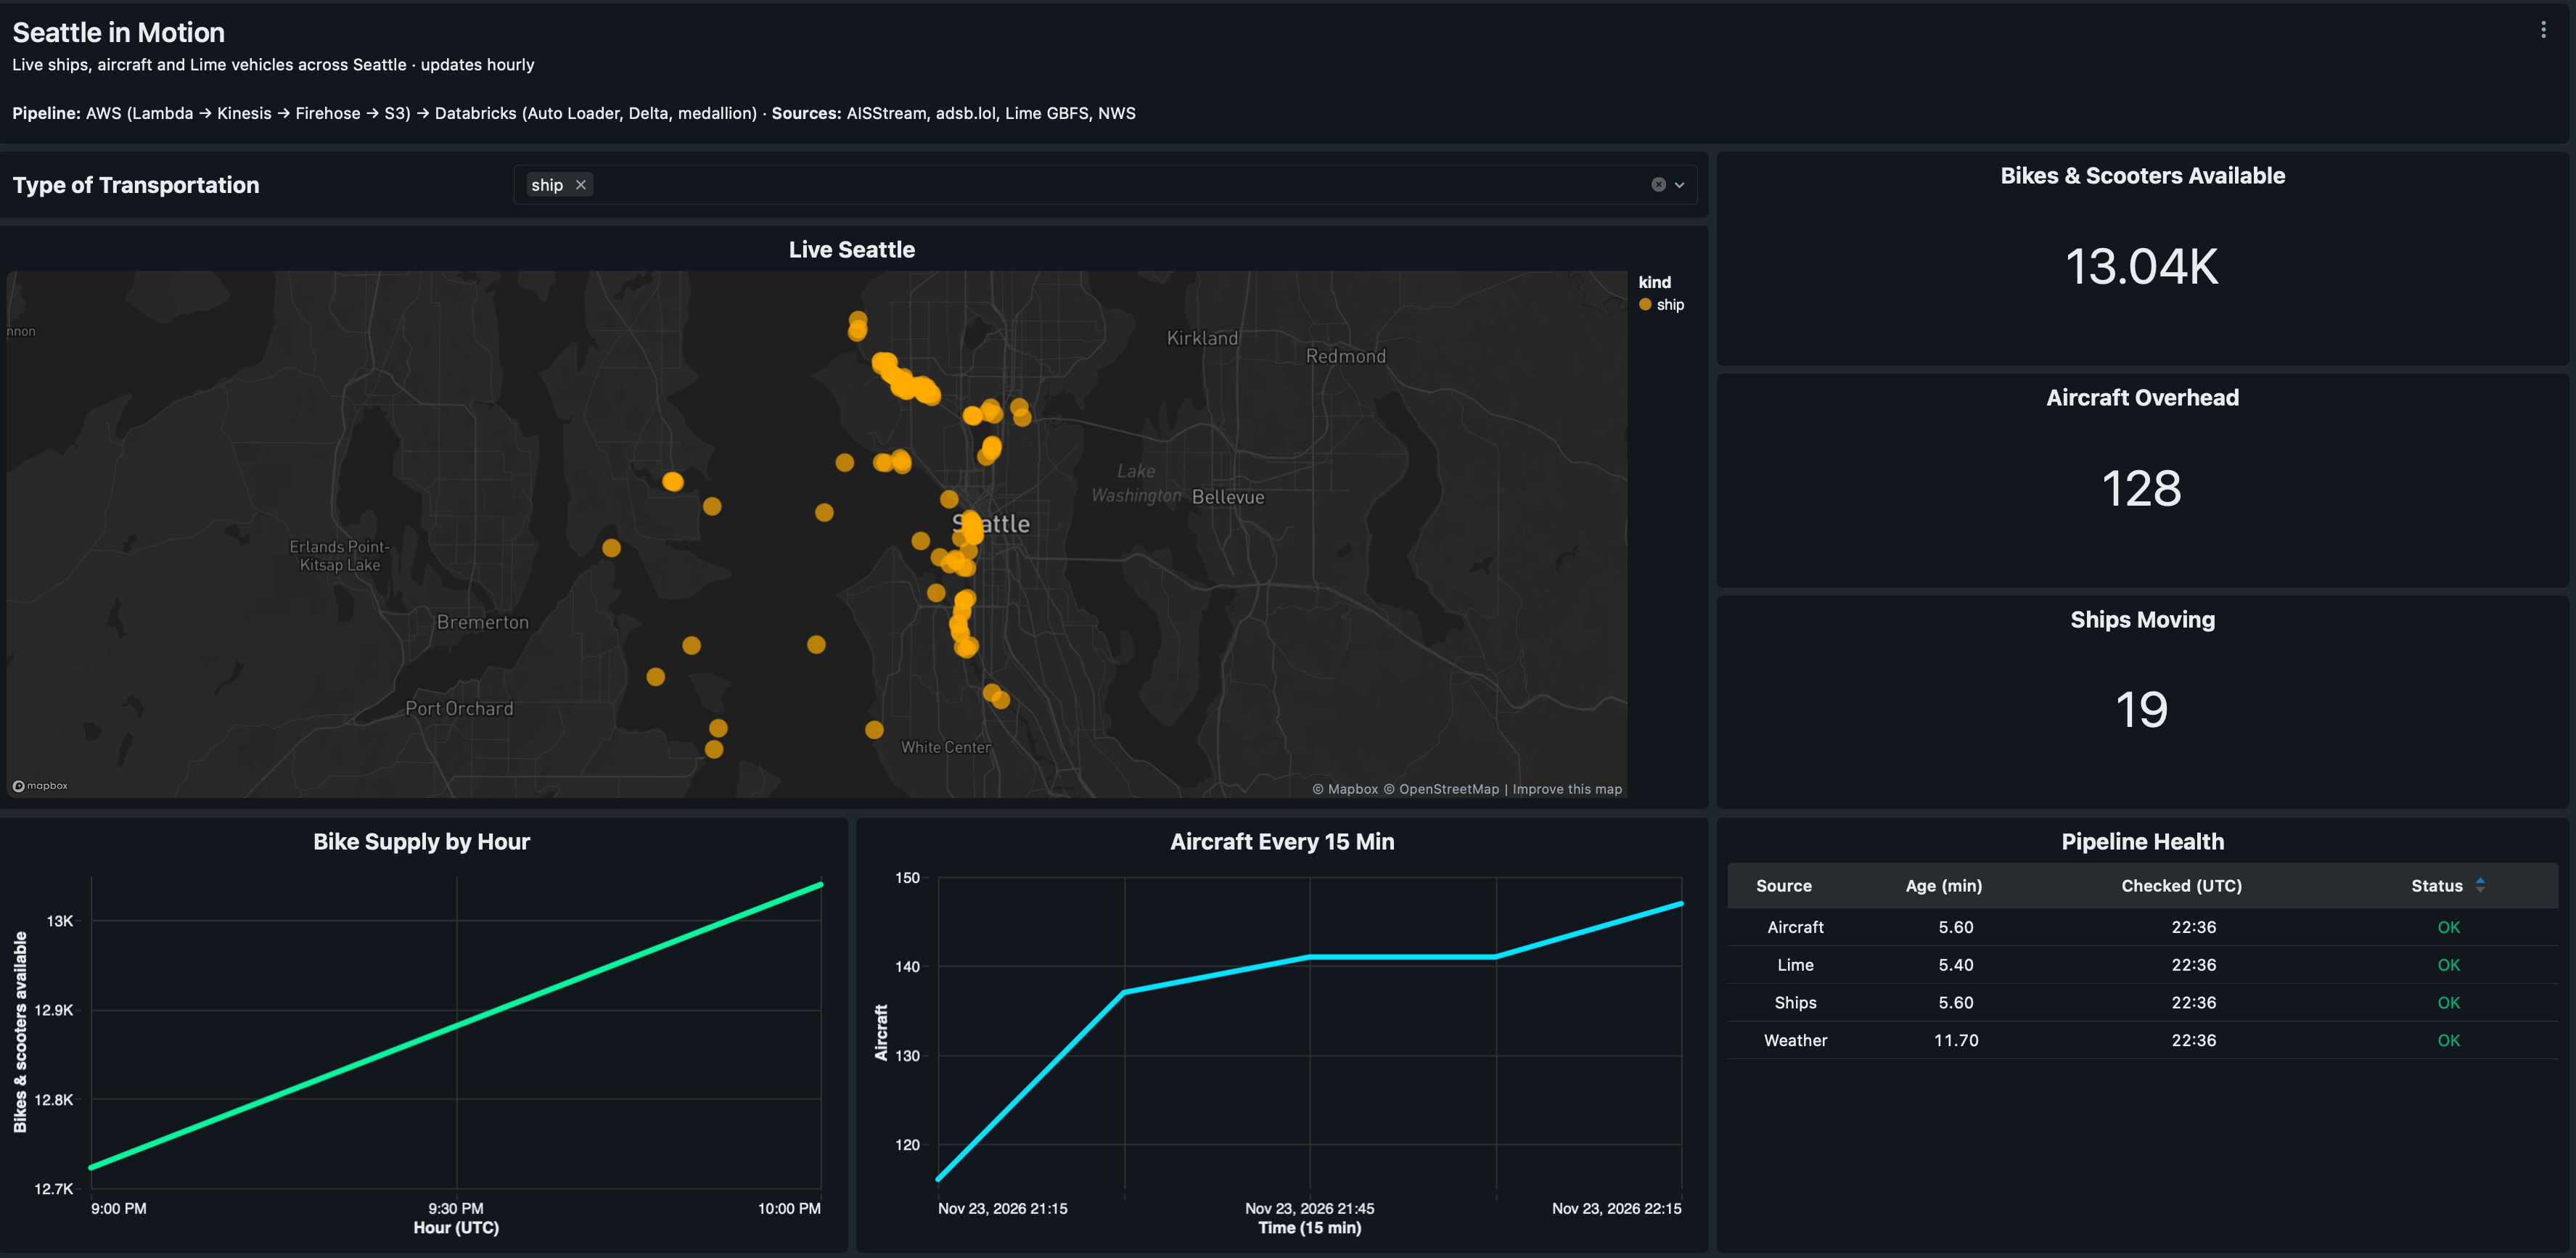 Seattle in Motion
Live ships, aircraft and Lime vehicles across Seattle · updates hourly
Pipeline: AWS (Lambda → Kinesis → Firehose → S3) → Databricks (Auto Loader, Delta, medallion) · Sources: AISStream, adsb.lol, Lime GBFS, NWS
Type of Transportation
ship
Live Seattle
nnon
Kirkland
Redmond
Lake
Washington
Bellevue
Seattle
Erlands Point-
Kitsap Lake
Bremerton
Port Orchard
White Center
mapbox
© Mapbox © OpenStreetMap | Improve this map
kind
ship
Bikes & Scooters Available
13.04K
Aircraft Overhead
128
Ships Moving
19
Bike Supply by Hour
Bikes & scooters available
13K
12.9K
12.8K
12.7K
9:00 PM 9:30 PM 10:00 PM
Hour (UTC)
Aircraft Every 15 Min
Aircraft
150
140
130
120
Nov 23, 2026 21:15 Nov 23, 2026 21:45 Nov 23, 2026 22:15
Time (15 min)
Pipeline Health
Source Age (min) Checked (UTC) Status
Aircraft 5.60 22:36 OK
Lime 5.40 22:36 OK
Ships 5.60 22:36 OK
Weather 11.70 22:36 OK